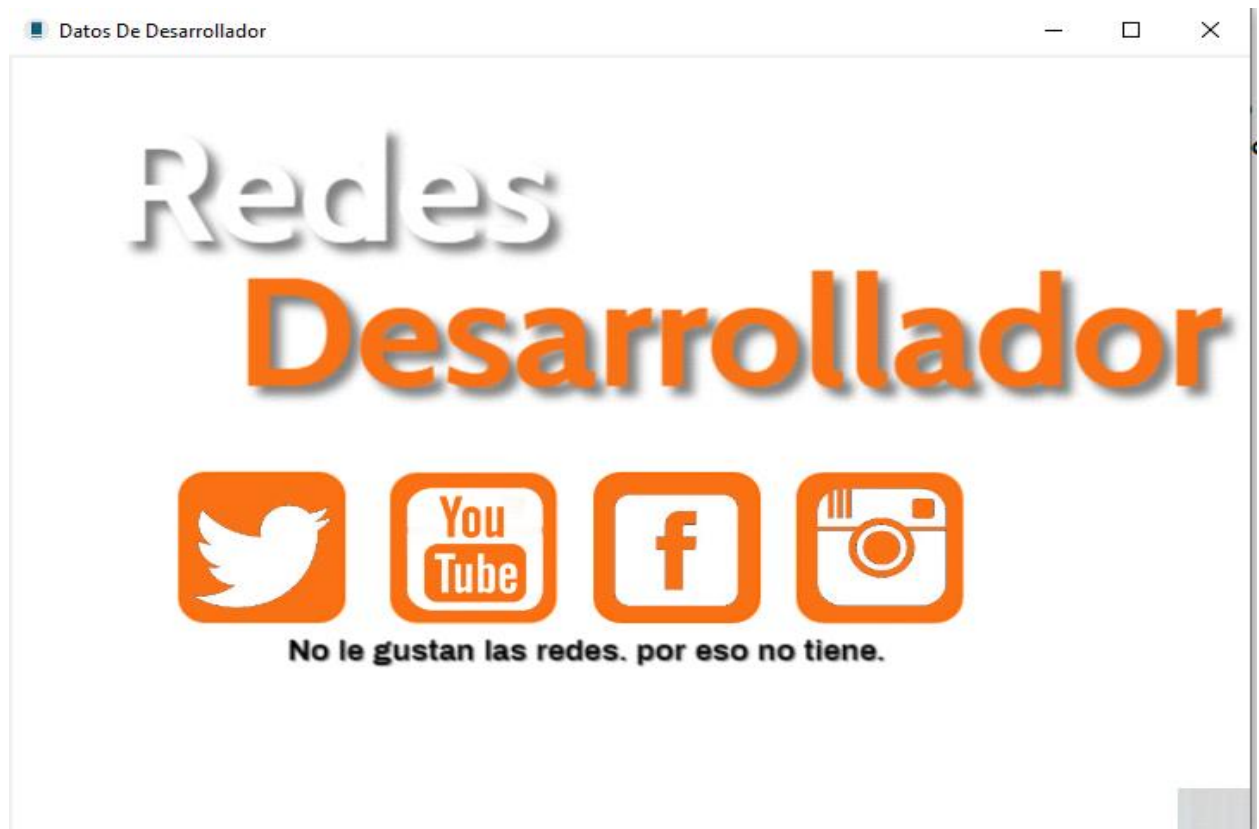 Datos De Desarrollador
Redes
Desarrollador
You
Tube
f
No le gustan las redes. por eso no tiene.